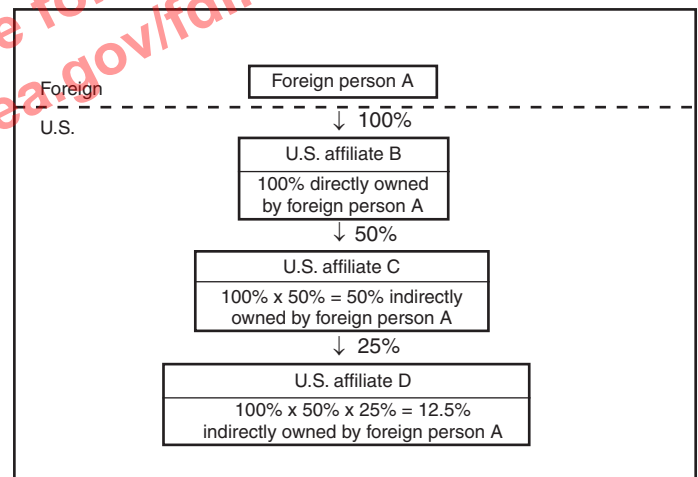 Foreign person A
Foreign
U.S.
↓ 100%
U.S. affiliate B
100% directly owned
by foreign person A
↓ 50%
U.S. affiliate C
100% x 50% = 50% indirectly
owned by foreign person A
↓ 25%
U.S. affiliate D
100% x 50% x 25% = 12.5%
indirectly owned by foreign person A